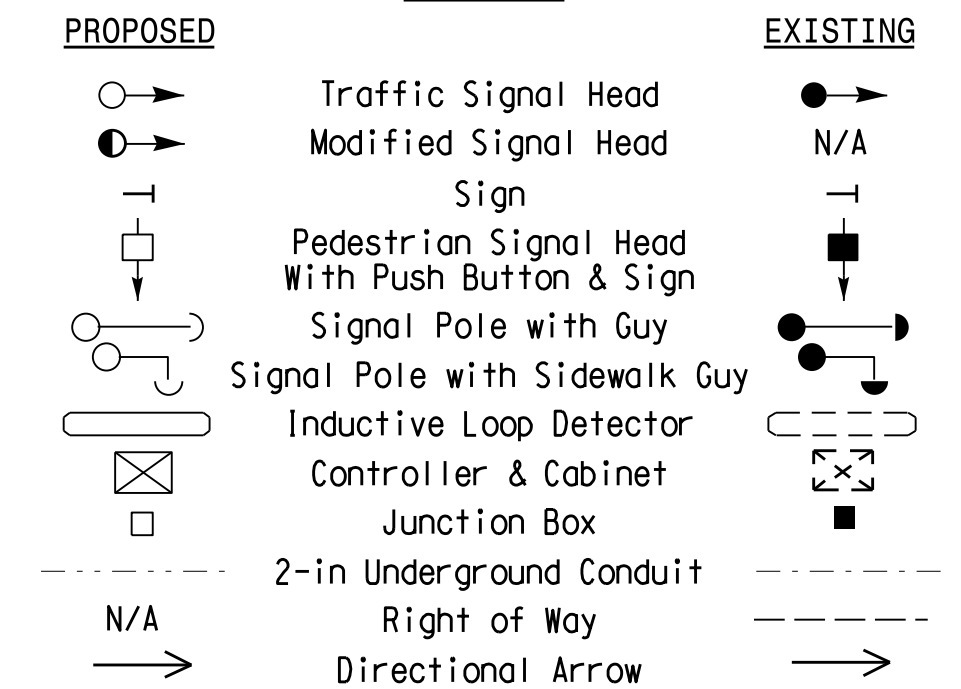 PROPOSED EXISTING
Traffic Signal Head
Modified Signal Head N/A
Sign
Pedestrian Signal Head
With Push Button & Sign
Signal Pole with Guy
Signal Pole with Sidewalk Guy
Inductive Loop Detector
Controller & Cabinet
Junction Box
2-in Underground Conduit
N/A Right of Way
Directional Arrow